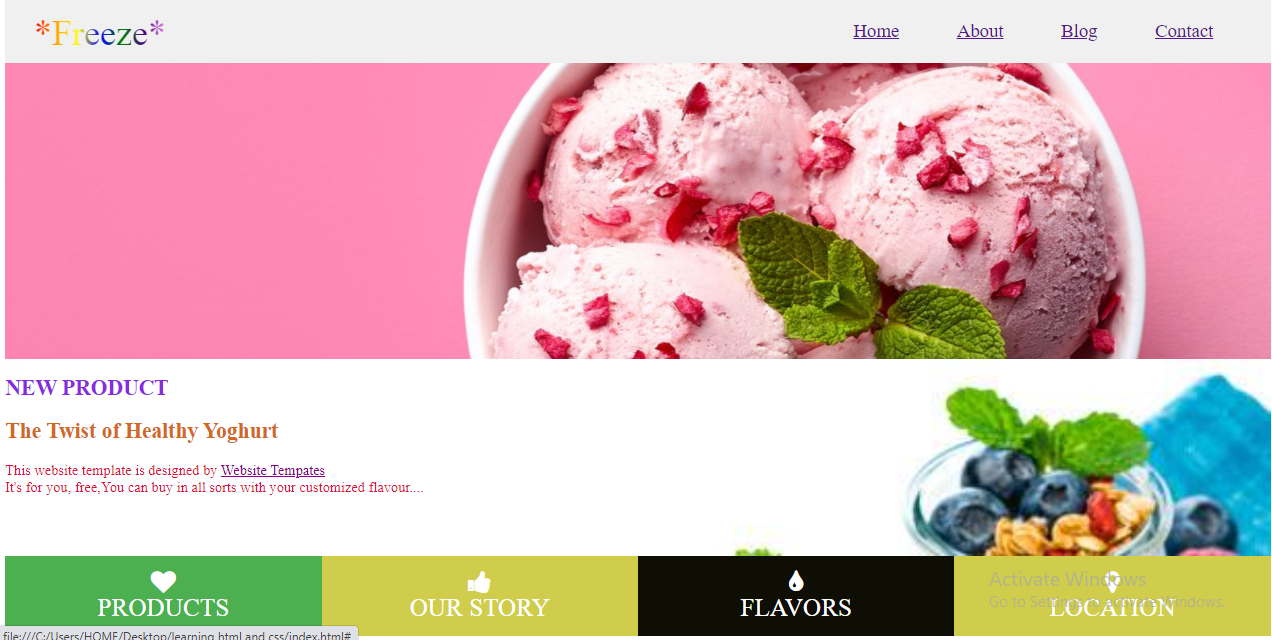 *Freeze*
Home About Blog Contact
NEW PRODUCT
The Twist of Healthy Yoghurt
This website template is designed by Website Tempates
It's for you, free,You can buy in all sorts with your customized flavour....
PRODUCTS OUR STORY FLAVORS LOCATION
Activate Windows
Go to Settings to activate Windows.
file:///C:/Users/HOME/Desktop/learning html and css/index.html#